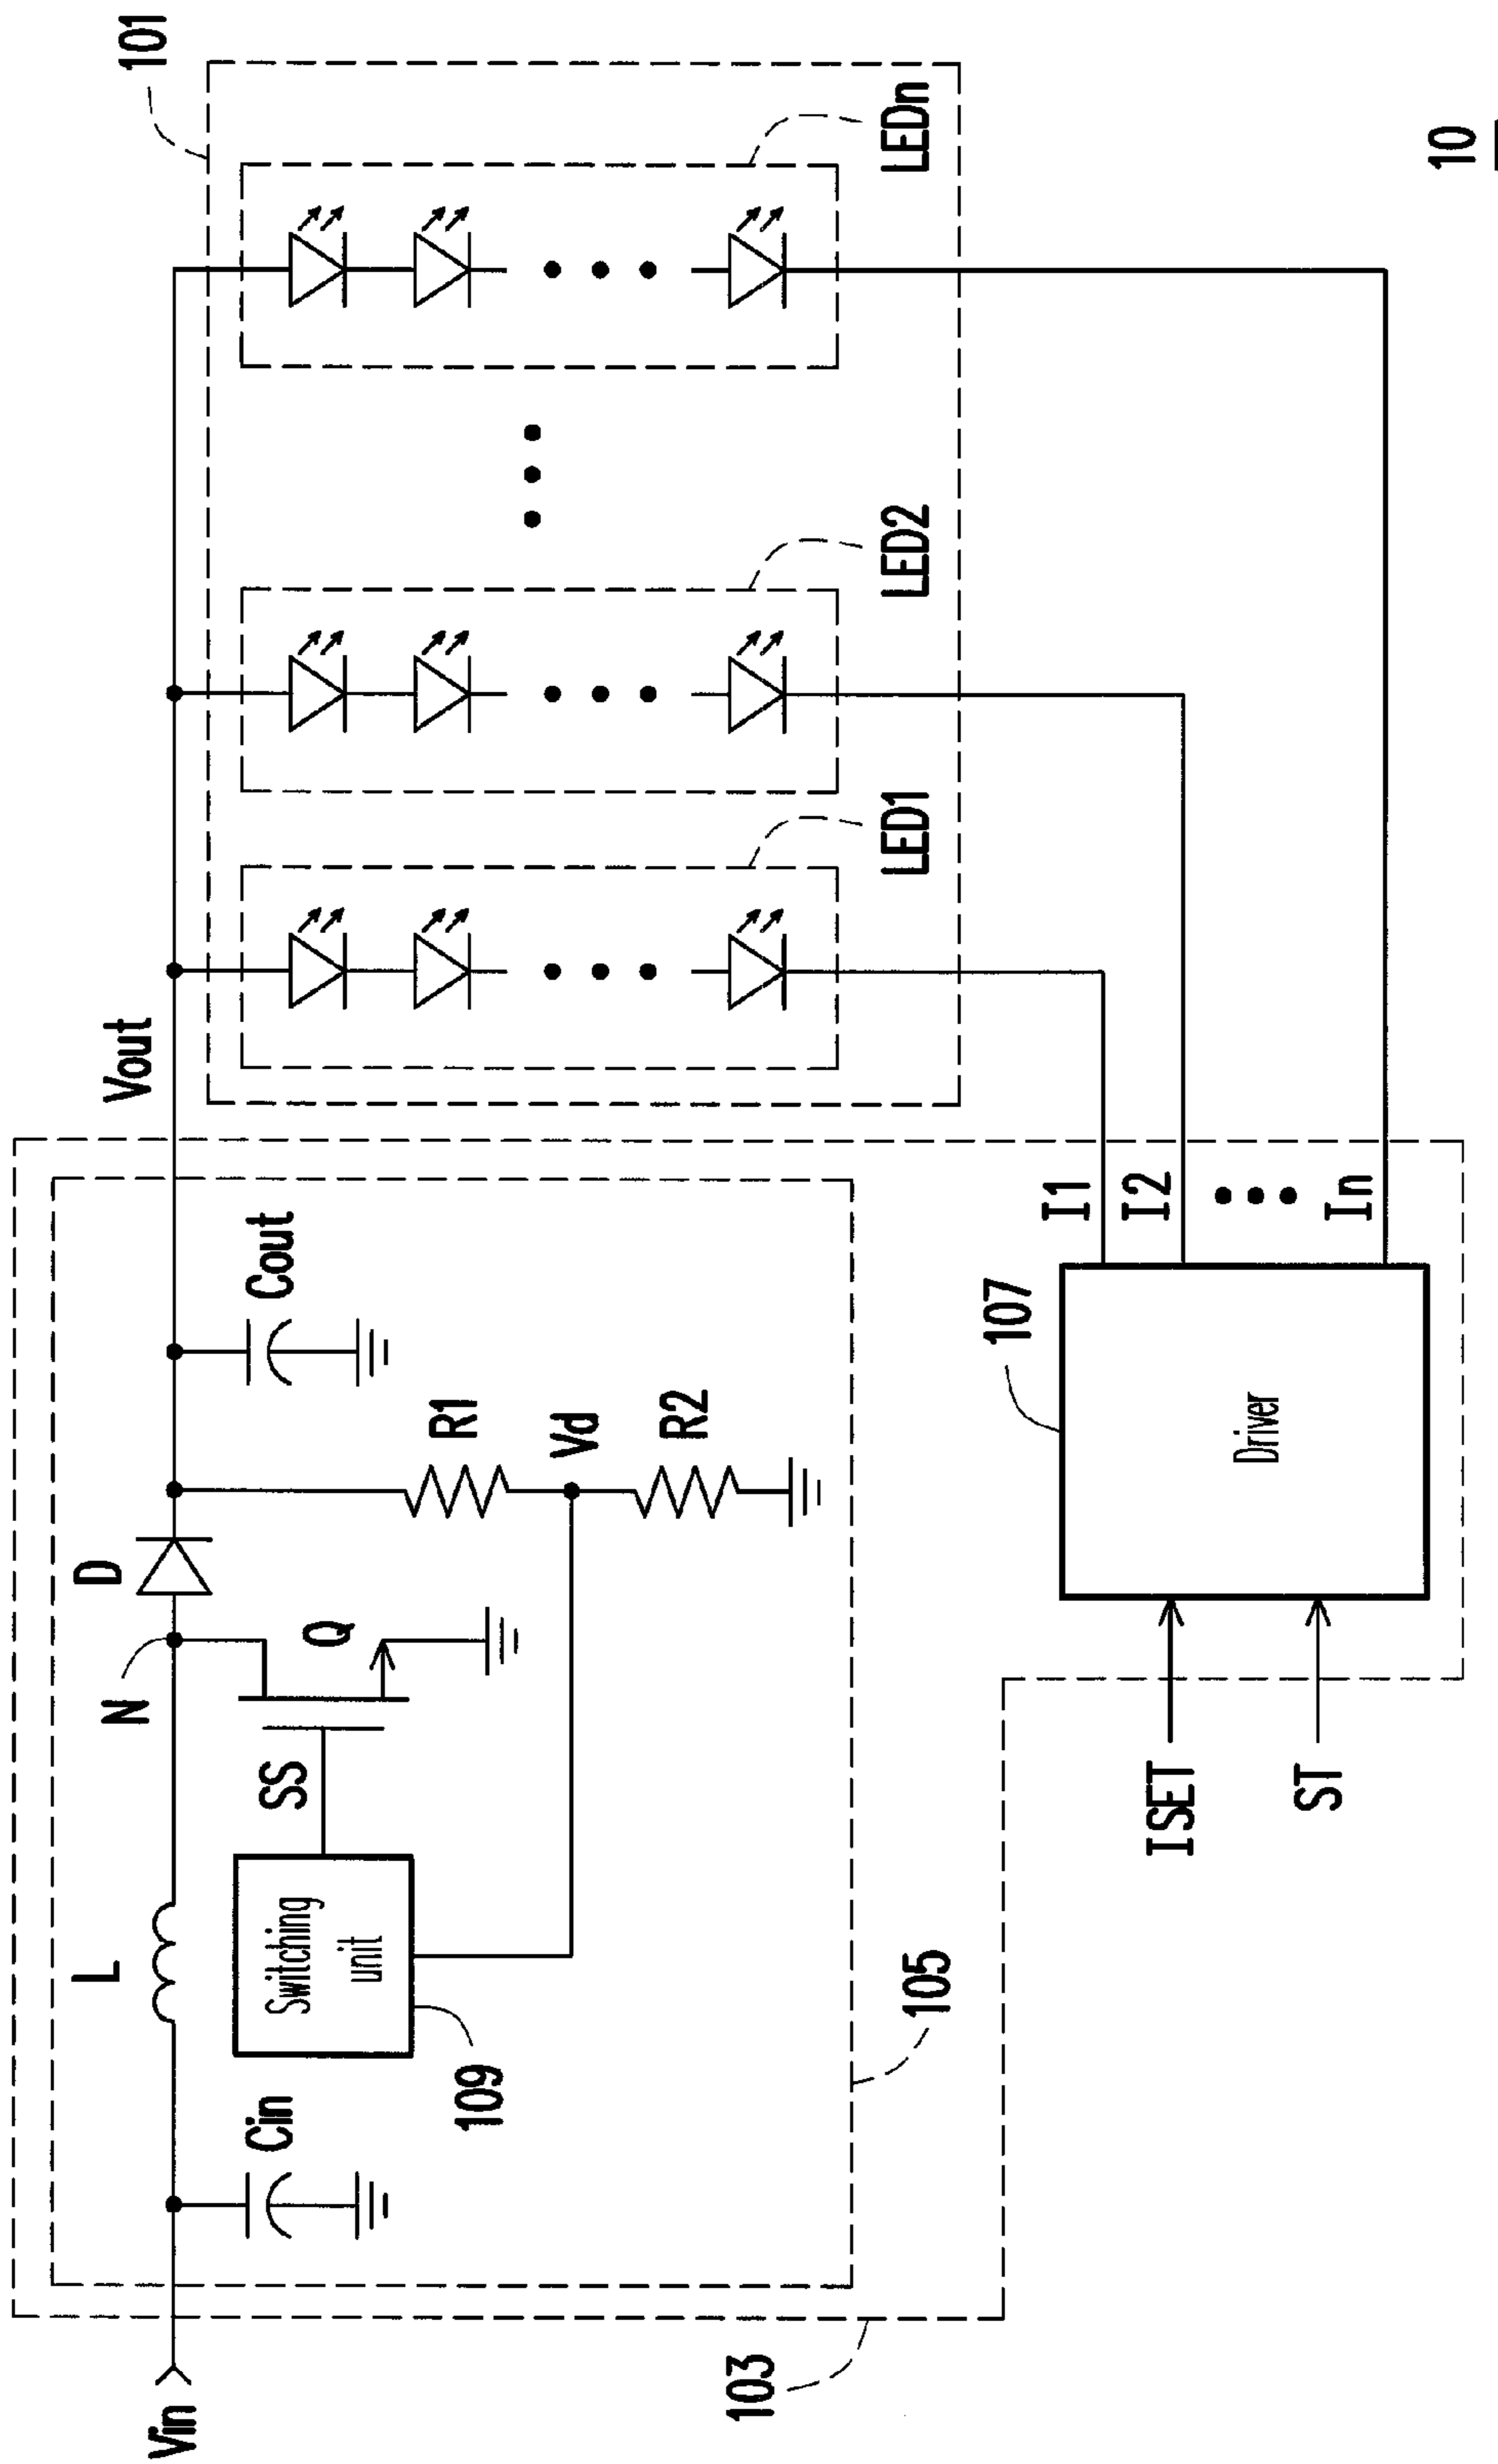 Vin
L
N
D
Vout
101
Cin
Switching
unit
SS
Q
Cout
109
R1
Vd
R2
105
103
LED1
LED2
LEDn
107
I1
I2
In
ISET
ST
Driver
10